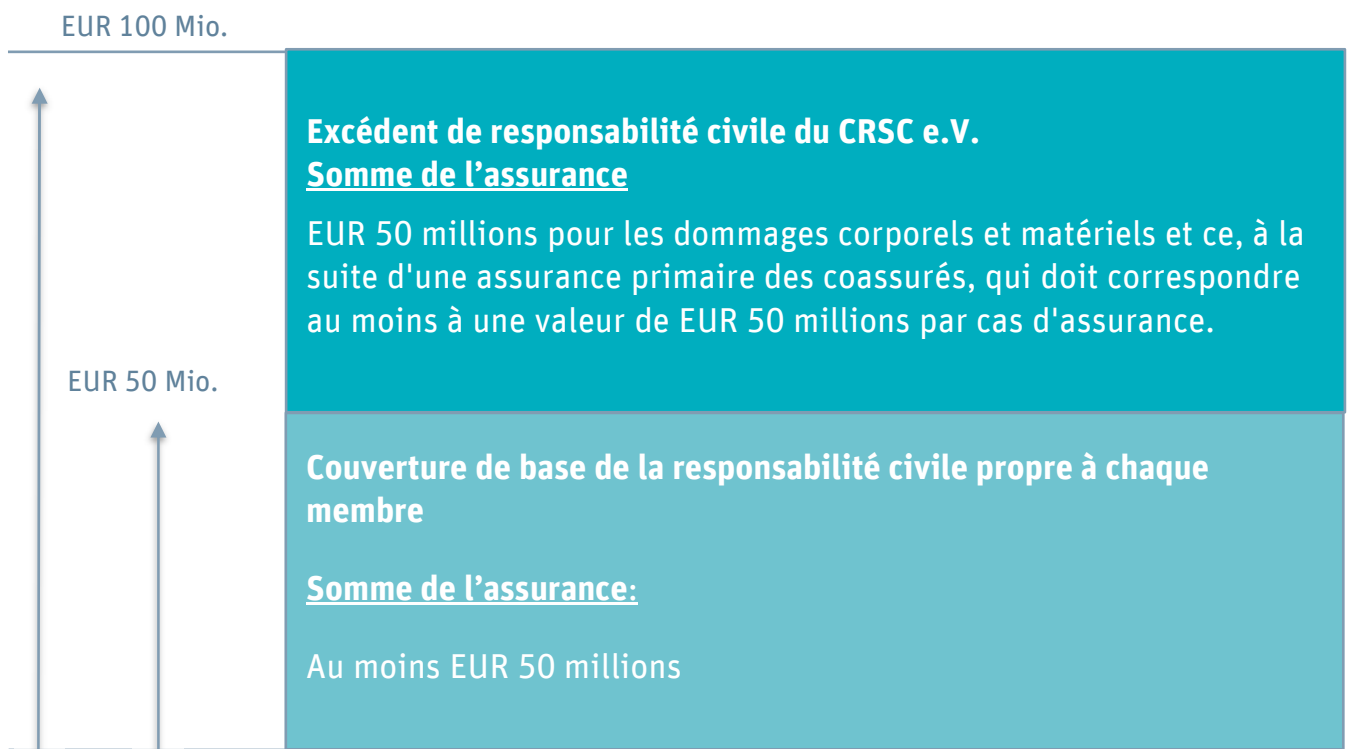 EUR 100 Mio.
Excédent de responsabilité civile du CRSC e.V.
Somme de l’assurance
EUR 50 millions pour les dommages corporels et matériels et ce, à la
suite d'une assurance primaire des coassurés, qui doit correspondre
au moins à une valeur de EUR 50 millions par cas d'assurance.
EUR 50 Mio.
Couverture de base de la responsabilité civile propre à chaque
membre
Somme de l’assurance:
Au moins EUR 50 millions